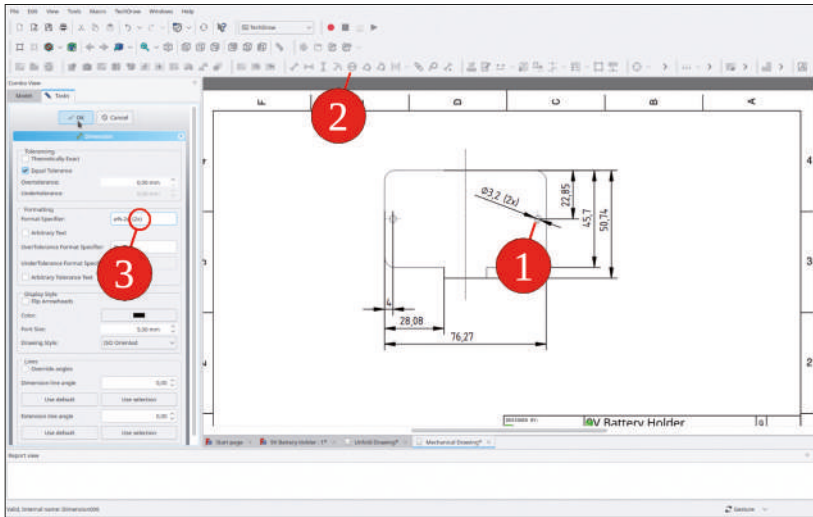 File Edit View Tools Macro TechDraw Windows Help
TechDraw
Combo View
Model Tasks
OK Cancel
Dimension
Tolerancing
Theoretically Exact
Equal Tolerance
Overtolerance: 0,00 mm
Undertolerance: 0,00 mm
Formatting
Format Specifier: (2x)
Arbitrary Text
OverTolerance Format Specifier:
UnderTolerance Format
Arbitrary Tolerance Text
Display Style
Flip Arrowheads
Color:
Font Size: 5,00 mm
Drawing Style: ISO Oriented
Lines
Override angles
Dimension line angle 0,00
Use default Use selection
Extension line angle 0,00
Use default Use selection
F D C B A
4
3
2
Ø3,2 (2x)
22,85
45,7
50,74
4
28,08
76,27
1
2
3
DESIGNED BY:
9V Battery Holder
Start page
9V Battery Holder : 1*
Unfold Drawing*
Mechanical Drawing*
Report view
Valid, Internal name: Dimension006
Gesture